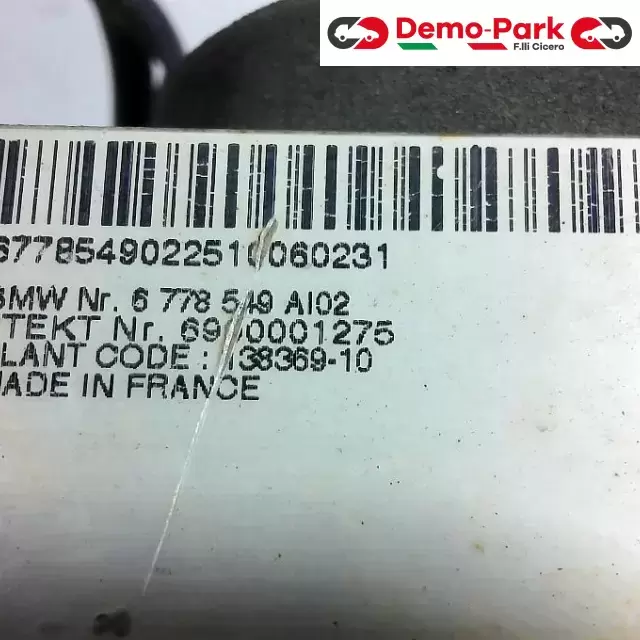 Demo-Park
F.lli Cicero
6778549022510060231
BMW Nr. 6 778 549 AI02
TEKT Nr. 6900001275
LANT CODE : 138369-10
MADE IN FRANCE